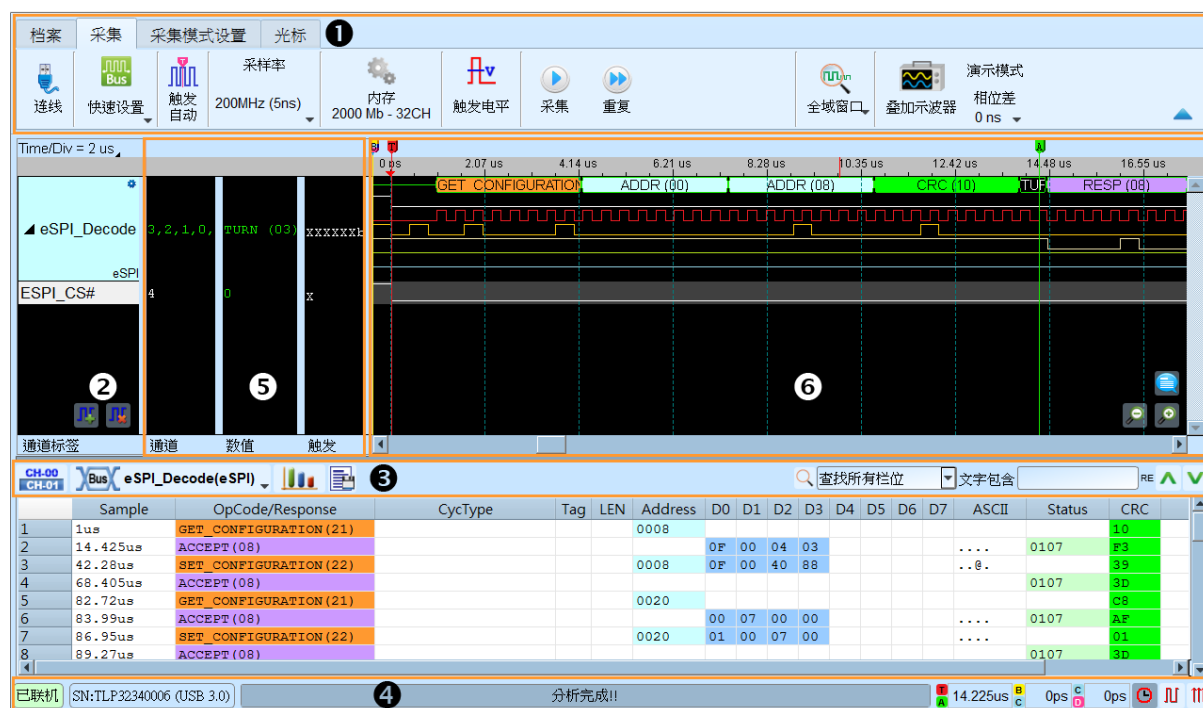 档案 采集 采集模式设置 光标 ❶
连线 Bus 快速设置 触发 自动 采样率 200MHz (5ns) 内存 2000 Mb - 32CH 触发电平 采集 重复 全域窗口 叠加示波器 演示模式 相位差 0 ns
Time/Div = 2 us
0 ps 2.07 us 4.14 us 6.21 us 8.28 us 10.35 us 12.42 us 14.48 us 16.55 us
GET_CONFIGURATION ADDR (00) ADDR (08) CRC (10) TUR RESP (08)
eSPI_Decode 3,2,1,0, TURN (03) XXXXXXb
eSPI
ESPI_CS# 4 0 X
❷ ❺ ❻
通道标签 通道 数值 触发
CH-00 CH-01 Bus eSPI_Decode(eSPI) ❸ 查找所有栏位 文字包含 RE
Sample OpCode/Response CycType Tag LEN Address D0 D1 D2 D3 D4 D5 D6 D7 ASCII Status CRC
1 1us GET_CONFIGURATION(21) 0008 10
2 14.425us ACCEPT(08) 0F 00 04 03 .... 0107 F3
3 42.28us SET_CONFIGURATION(22) 0008 0F 00 40 88 ..@. 39
4 68.405us ACCEPT(08) 0107 3D
5 82.72us GET_CONFIGURATION(21) 0020 C8
6 83.99us ACCEPT(08) 00 07 00 00 .... 0107 AF
7 86.95us SET_CONFIGURATION(22) 0020 01 00 07 00 .... 01
8 89.27us ACCEPT(08) 0107 3D
已联机 SN:TLP32340006 (USB 3.0) ❹ 分析完成!! T A 14.225us B C 0ps C D 0ps